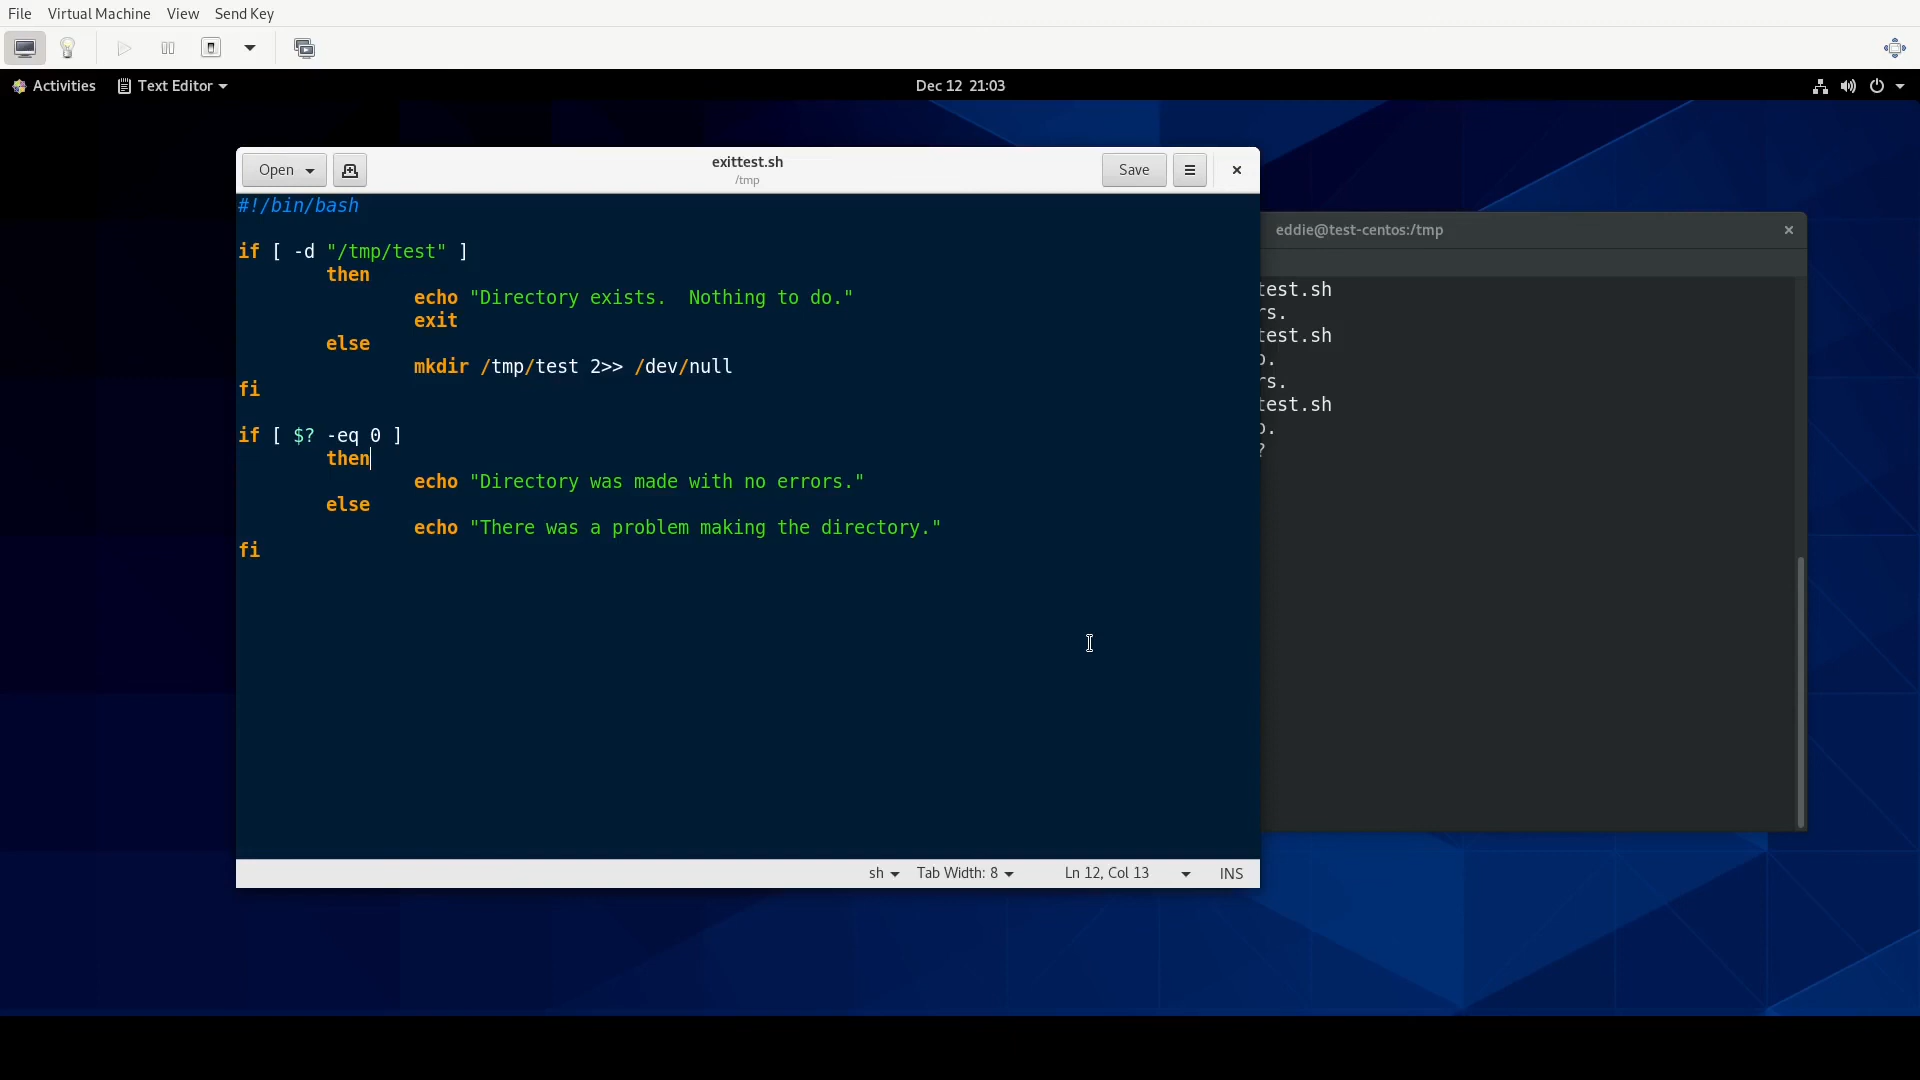 File Virtual Machine View Send Key
Activities Text Editor Dec 12 21:03
Open exittest.sh Save
/tmp
#!/bin/bash
if [ -d "/tmp/test" ]
then
echo "Directory exists.  Nothing to do."
exit
else
mkdir /tmp/test 2>> /dev/null
fi
if [ $? -eq 0 ]
then
echo "Directory was made with no errors."
else
echo "There was a problem making the directory."
fi
sh Tab Width: 8 Ln 12, Col 13 INS
eddie@test-centos:/tmp
test.sh
rs.
test.sh
o.
rs.
test.sh
o.
?